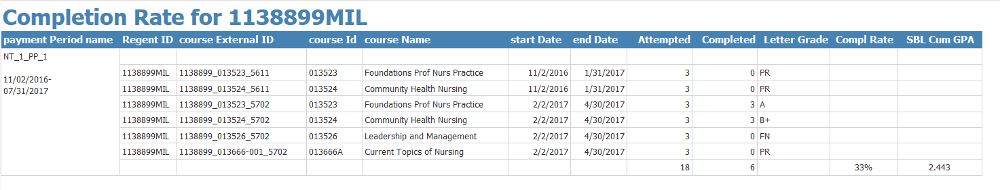 Completion Rate for 1138899MIL
payment Period name Regent ID course External ID course Id course Name start Date end Date Attempted Completed Letter Grade Compl Rate SBL Cum GPA
NT_1_PP_1
11/02/2016-
07/31/2017
1138899MIL 1138899_013523_5611 013523 Foundations Prof Nurs Practice 11/2/2016 1/31/2017 3 0 PR
1138899MIL 1138899_013524_5611 013524 Community Health Nursing 11/2/2016 1/31/2017 3 0 PR
1138899MIL 1138899_013523_5702 013523 Foundations Prof Nurs Practice 2/2/2017 4/30/2017 3 3 A
1138899MIL 1138899_013524_5702 013524 Community Health Nursing 2/2/2017 4/30/2017 3 3 B+
1138899MIL 1138899_013526_5702 013526 Leadership and Management 2/2/2017 4/30/2017 3 0 FN
1138899MIL 1138899_013666-001_5702 013666A Current Topics of Nursing 2/2/2017 4/30/2017 3 0 PR
18 6 33% 2.443